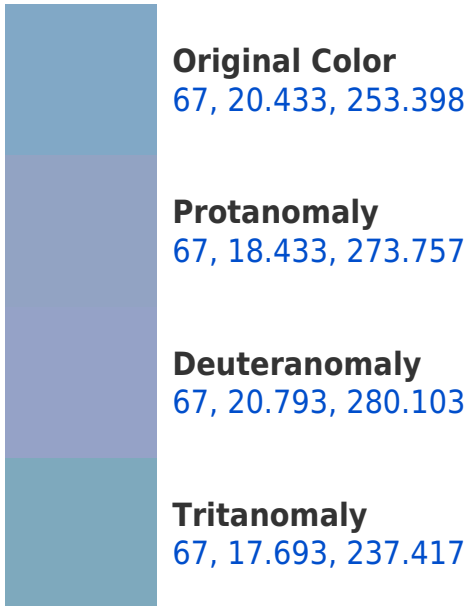 Original Color
67, 20.433, 253.398
Protanomaly
67, 18.433, 273.757
Deuteranomaly
67, 20.793, 280.103
Tritanomaly
67, 17.693, 237.417